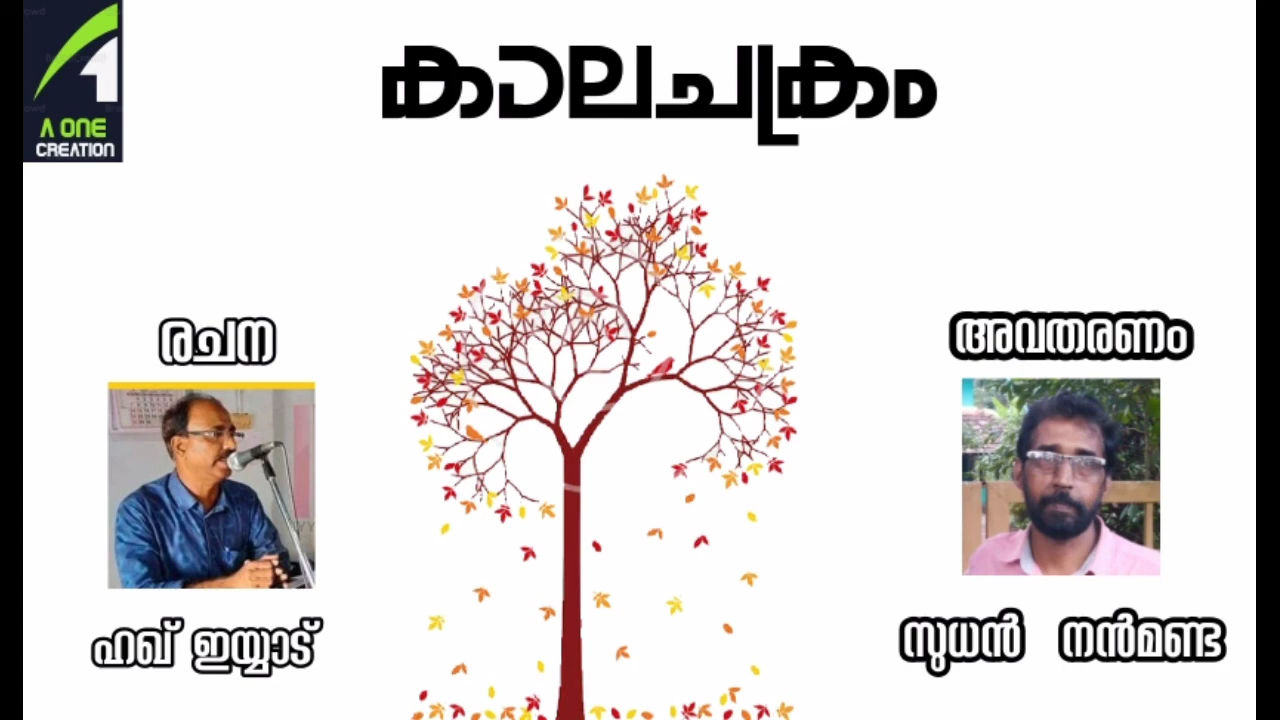 A ONE
CREATION
കാലചക്രം
രചന
ഹഖ് ഇയ്യാട്
അവതരണം
സുധൻ നൻമണ്ട